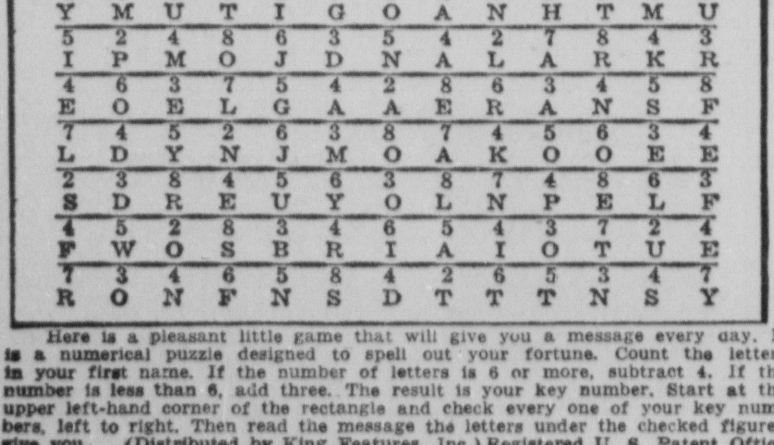 Y M U T I G O A N H T M U
5 2 4 8 6 3 5 4 2 7 8 4 3
I P M O J D N A L A R K R
4 6 3 7 5 4 2 8 6 3 4 5 8
E O E L G A A E R A N S F
7 4 5 2 6 3 8 7 4 5 6 3 4
L D Y N J M O A K O O E E
2 3 8 4 5 6 3 8 7 4 8 6 3
S D R E U Y O L N P E L F
4 5 2 8 3 4 6 5 4 3 7 2 4
F W O S B R I A I O T U E
7 3 4 6 5 8 4 2 6 5 3 4 7
R O N F N S D T T T N S Y
Here is a pleasant little game that will give you a message every day.
is a numerical puzzle designed to spell out your fortune. Count the letter
in your first name. If the number of letters is 6 or more, subtract 4. If th
number is less than 6, add three. The result is your key number. Start at th
upper left-hand corner of the rectangle and check every one of your key num
bers, left to right. Then read the message the letters under the checked figure
give you. (Distributed by King Features, Inc.) Registered U. S. Patent